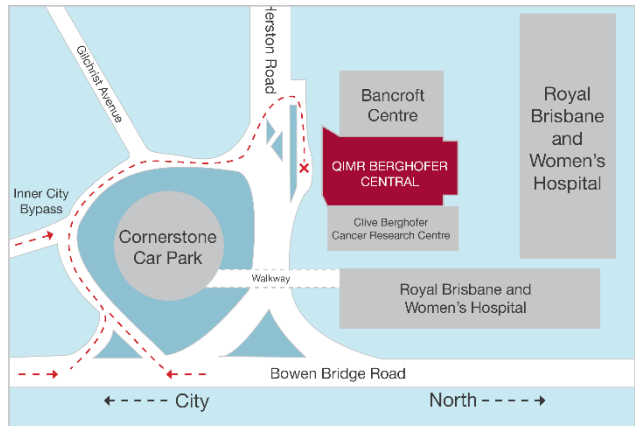 Herston Road
Gilchrist Avenue
Bancroft
Centre
Royal
Brisbane
and
Women's
Hospital
QIMR BERGHOFER
CENTRAL
Inner City
Bypass
Cornerstone
Car Park
Clive Berghofer
Cancer Research Centre
Walkway
Royal Brisbane and
Women's Hospital
Bowen Bridge Road
City
North